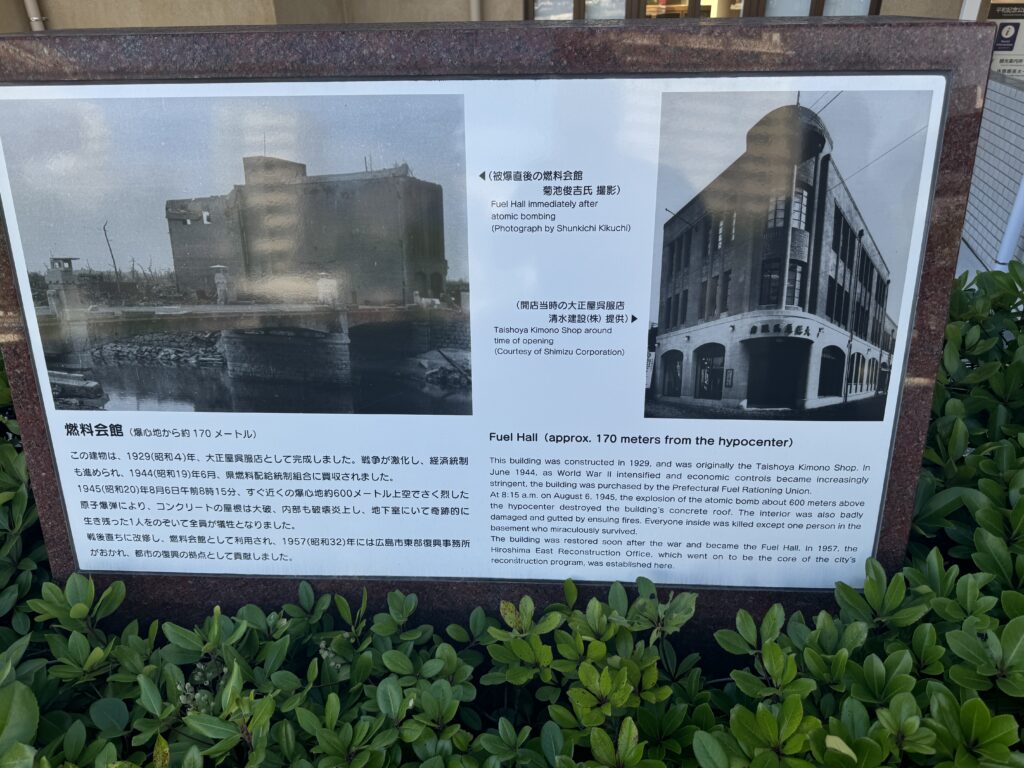 ◀(被爆直後の燃料会館
菊池俊吉氏 撮影)
Fuel Hall immediately after
atomic bombing
(Photograph by Shunkichi Kikuchi)
(開店当時の大正屋呉服店
清水建設(株) 提供)▶
Taishoya Kimono Shop around
time of opening
(Courtesy of Shimizu Corporation)
燃料会館(爆心地から約170メートル)
この建物は、1929(昭和4)年、大正屋呉服店として完成しました。戦争が激化し、経済統制
も進められ、1944(昭和19)年6月、県燃料配給統制組合に買収されました。
1945(昭和20)年8月6日午前8時15分、すぐ近くの爆心地約600メートル上空でさく烈した
原子爆弾により、コンクリートの屋根は大破、内部も破壊炎上し、地下室にいて奇跡的に
生き残った1人をのぞいて全員が犠牲となりました。
戦後直ちに改修し、燃料会館として利用され、1957(昭和32)年には広島市東部復興事務所
がおかれ、都市の復興の拠点として貢献しました。
Fuel Hall (approx. 170 meters from the hypocenter)
This building was constructed in 1929, and was originally the Taishoya Kimono Shop. In
June 1944, as World War II intensified and economic controls became increasingly
stringent, the building was purchased by the Prefectural Fuel Rationing Union.
At 8:15 a.m. on August 6, 1945, the explosion of the atomic bomb about 600 meters above
the hypocenter destroyed the building's concrete roof. The interior was also badly
damaged and gutted by ensuing fires. Everyone inside was killed except one person in the
basement who miraculously survived.
The building was restored soon after the war and became the Fuel Hall. In 1957, the
Hiroshima East Reconstruction Office, which went on to be the core of the city's
reconstruction program, was established here.